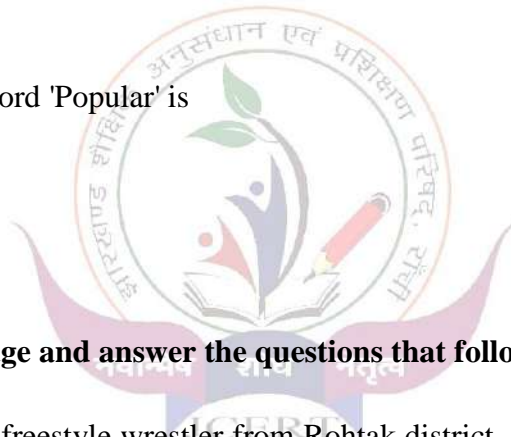 ord 'Popular' is
झारखण्ड शैक्षिक अनुसंधान एवं प्रशिक्षण परिषद्, राँची
ge and answer the questions that follo
नवोन्मेष शोध नेतृत्व
JCERT
freestyle wrestler from Rohtak district